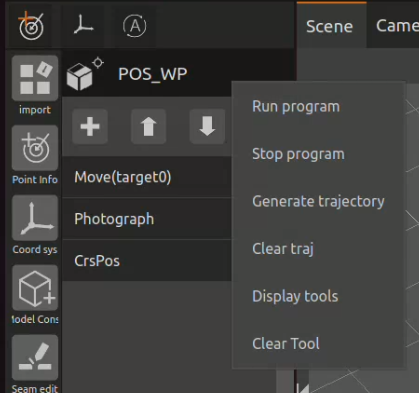 A
Scene
Came
POS_WP
import
Point Info
Coord sys
Model Cons
Seam edit
Move(target0)
Photograph
CrsPos
Run program
Stop program
Generate trajectory
Clear traj
Display tools
Clear Tool